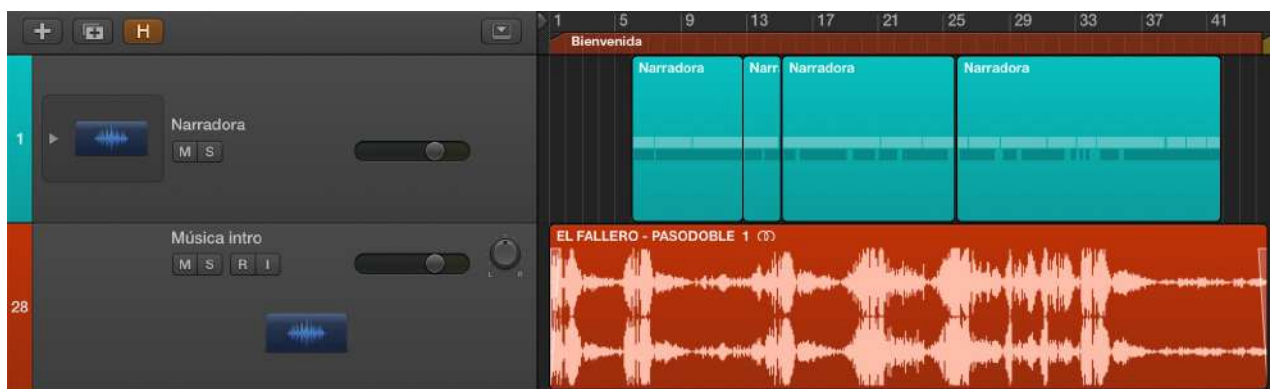 H
1 5 9 13 17 21 25 29 33 37 41
Bienvenida
Narradora Narr Narradora Narradora
1
Narradora
M S
Música intro
EL FALLERO - PASODOBLE 1
M S R I
L R
28